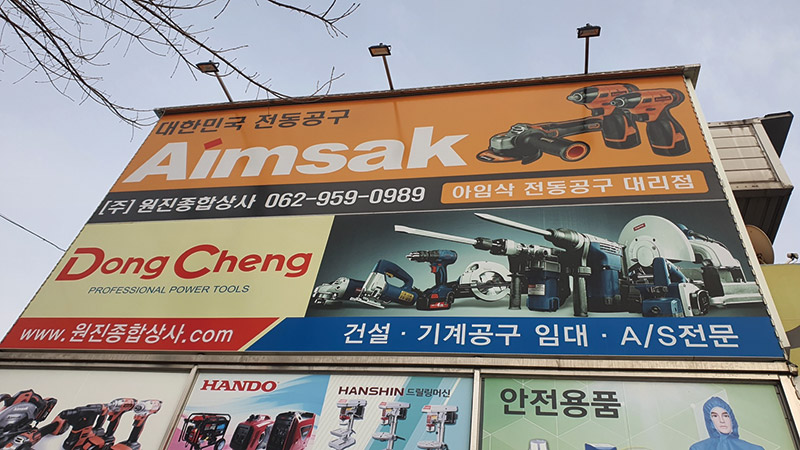 대한민국 전동공구
Aimsak
[주] 원진종합상사 062-959-0989
아임삭 전동공구 대리점
Dong Cheng
PROFESSIONAL POWER TOOLS
www.원진종합상사.com
건설 · 기계공구 임대 · A/S전문
HANDO
HANSHIN 드릴링머신
안전용품